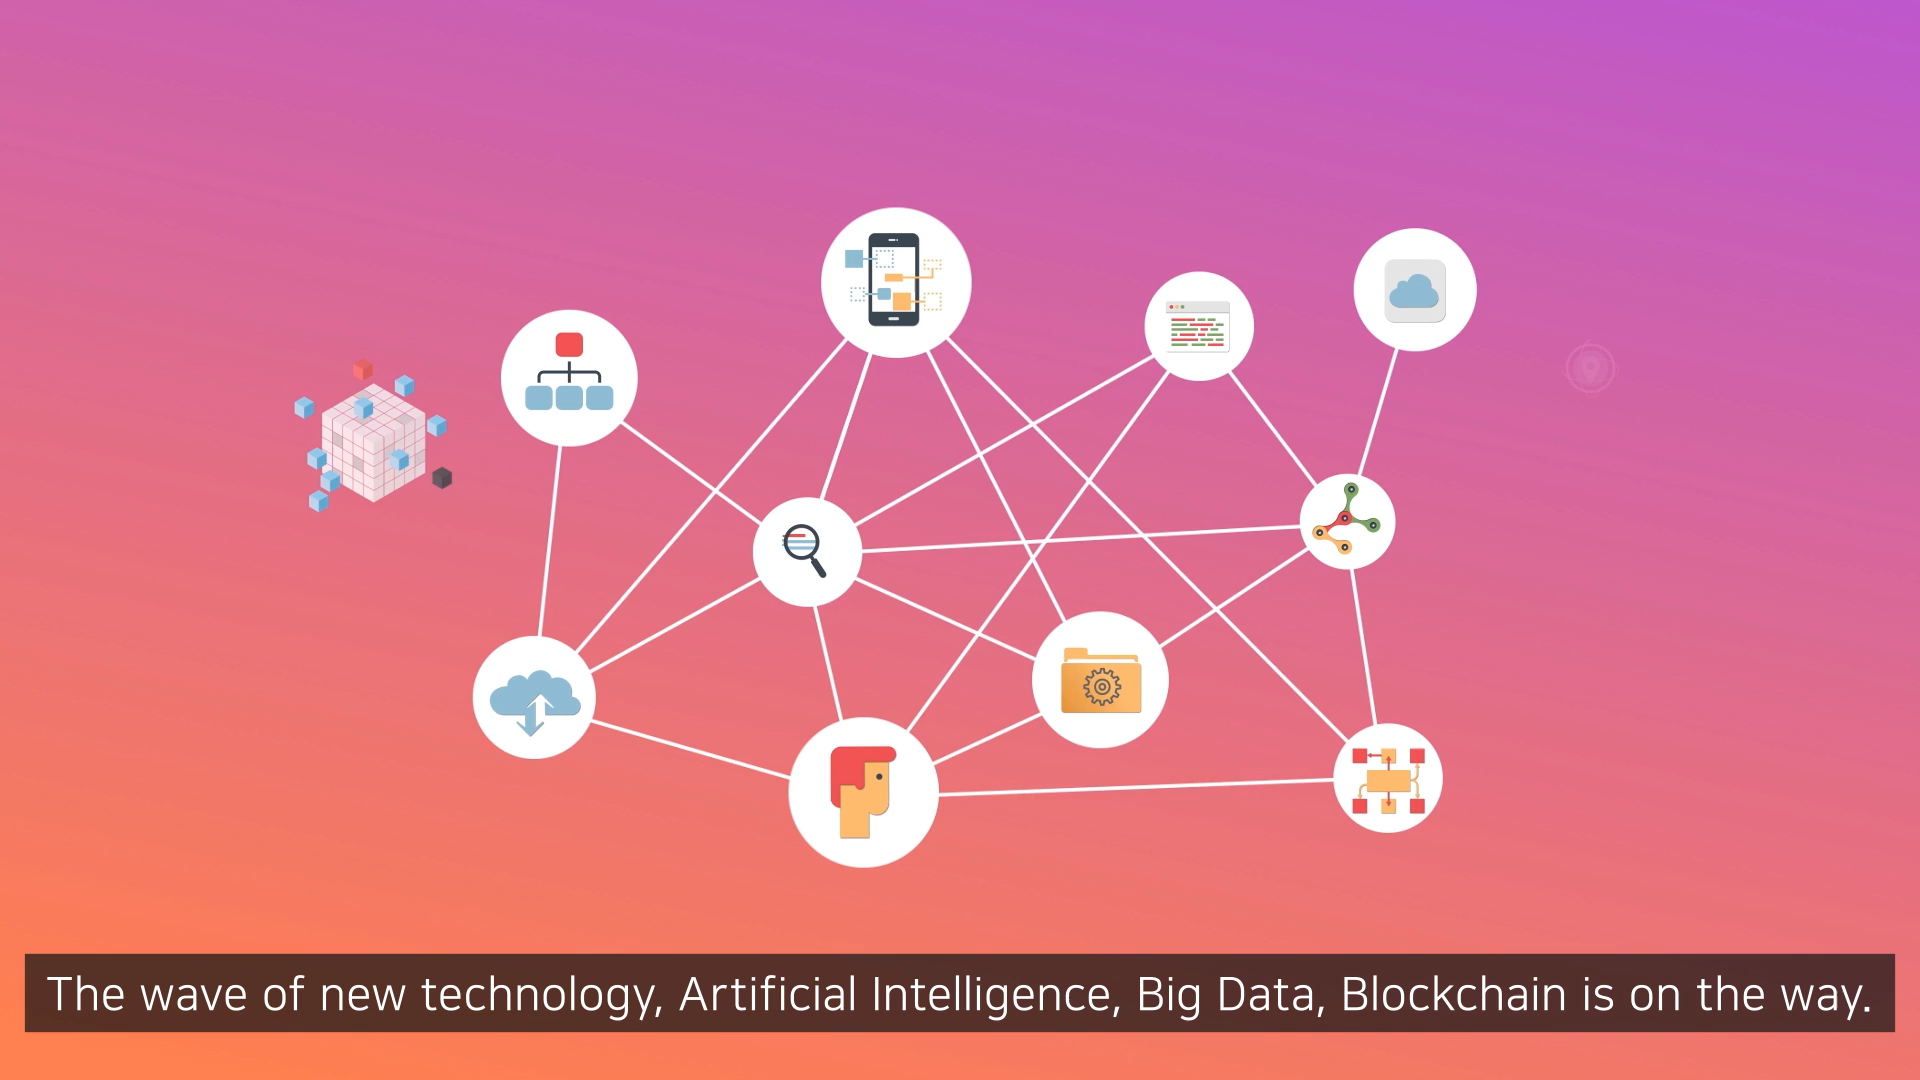 The wave of new technology, Artificial Intelligence, Big Data, Blockchain is on the way.